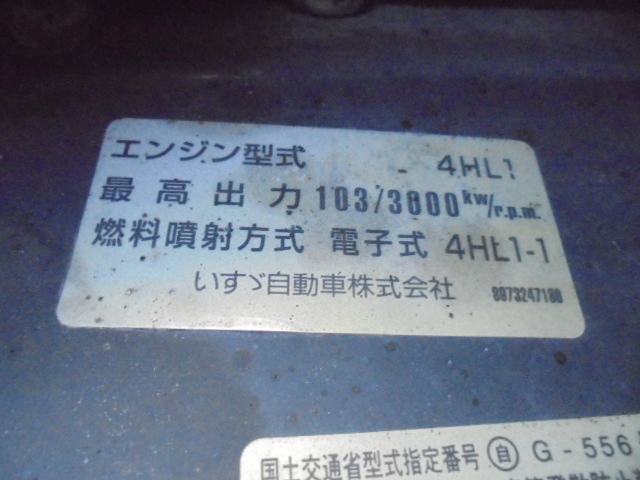 エンジン型式 - 4HL1
最高出力 103/3000 kw/r.p.m.
燃料噴射方式 電子式 4HL1-1
いすゞ自動車株式会社 8973247180
国土交通省型式指定番号 自 G-556